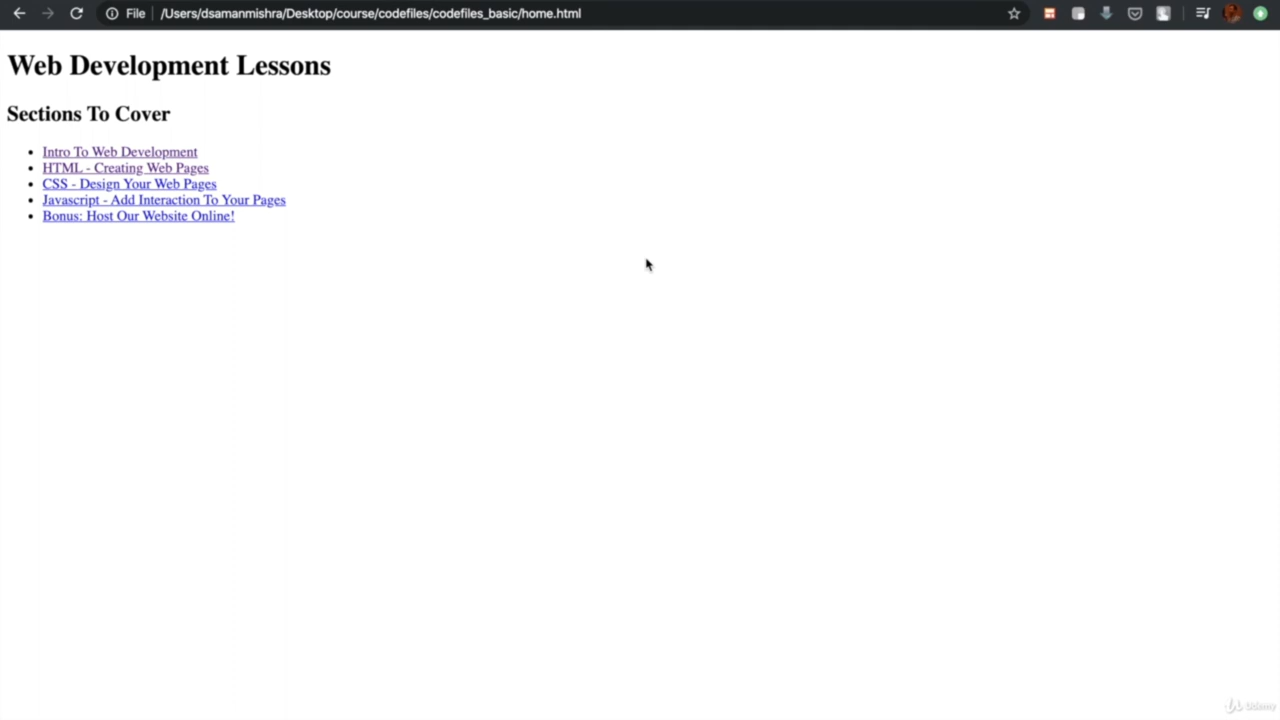 File /Users/dsamanmishra/Desktop/course/codefiles/codefiles_basic/home.html
Web Development Lessons
Sections To Cover
Intro To Web Development
HTML - Creating Web Pages
CSS - Design Your Web Pages
Javascript - Add Interaction To Your Pages
Bonus: Host Our Website Online!
Udemy